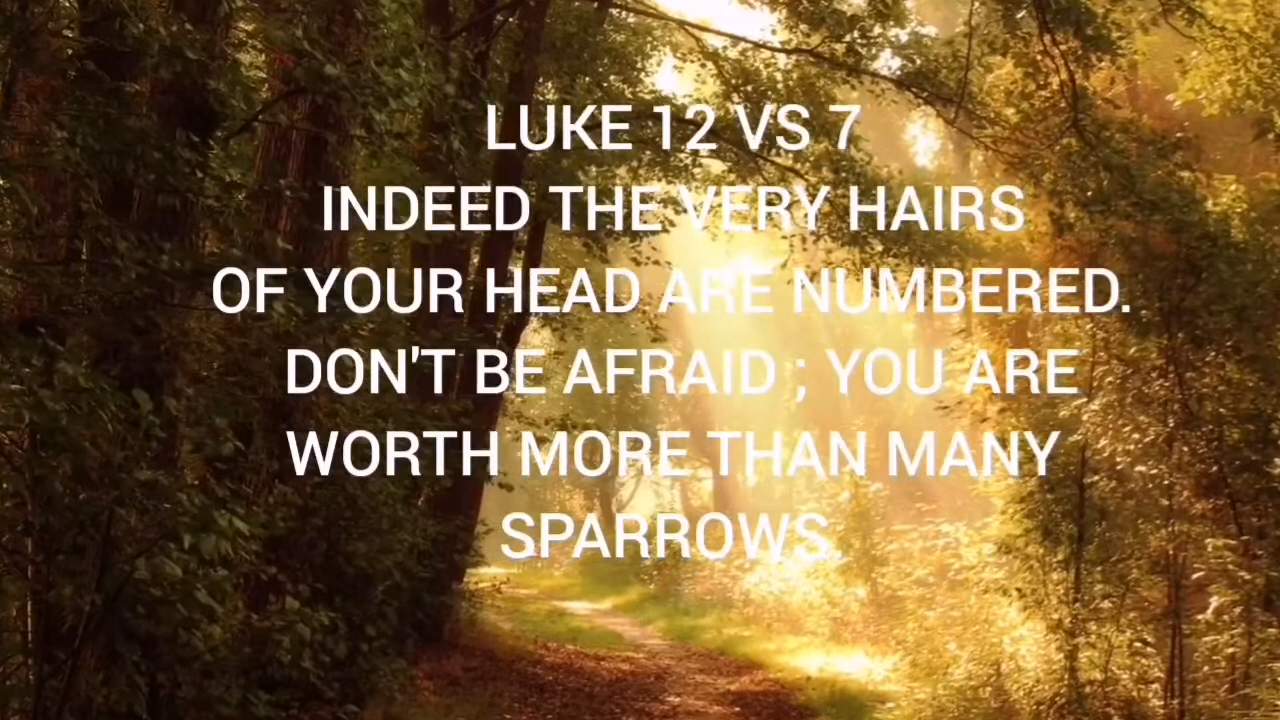 LUKE 12 VS 7
INDEED THE VERY HAIRS
OF YOUR HEAD ARE NUMBERED.
DON'T BE AFRAID ; YOU ARE
WORTH MORE THAN MANY
SPARROWS.